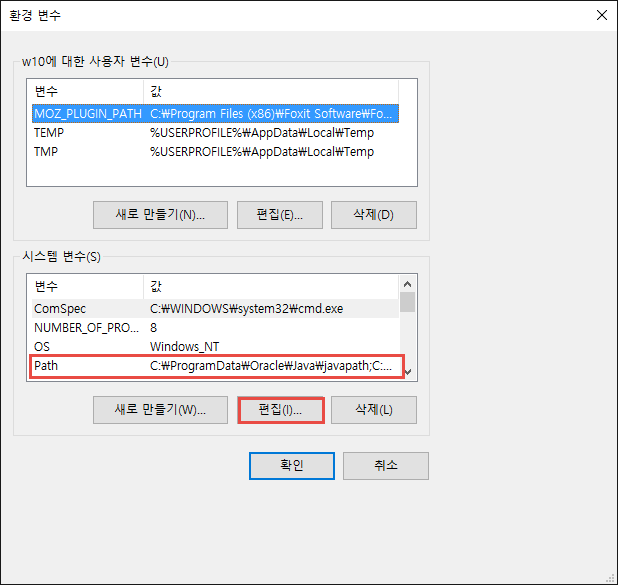 환경 변수
w10에 대한 사용자 변수(U)
변수 값
MOZ_PLUGIN_PATH C:₩Program Files (x86)₩Foxit Software₩Fo...
TEMP %USERPROFILE%₩AppData₩Local₩Temp
TMP %USERPROFILE%₩AppData₩Local₩Temp
새로 만들기(N)... 편집(E)... 삭제(D)
시스템 변수(S)
변수 값
ComSpec C:₩WINDOWS₩system32₩cmd.exe
NUMBER_OF_PRO... 8
OS Windows_NT
Path C:₩ProgramData₩Oracle₩Java₩javapath;C:...
새로 만들기(W)... 편집(I)... 삭제(L)
확인 취소